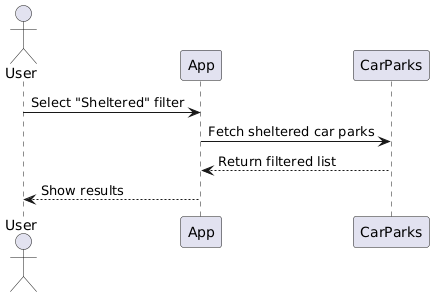 User
App
CarParks
Select "Sheltered" filter
Fetch sheltered car parks
Return filtered list
Show results
User
App
CarParks